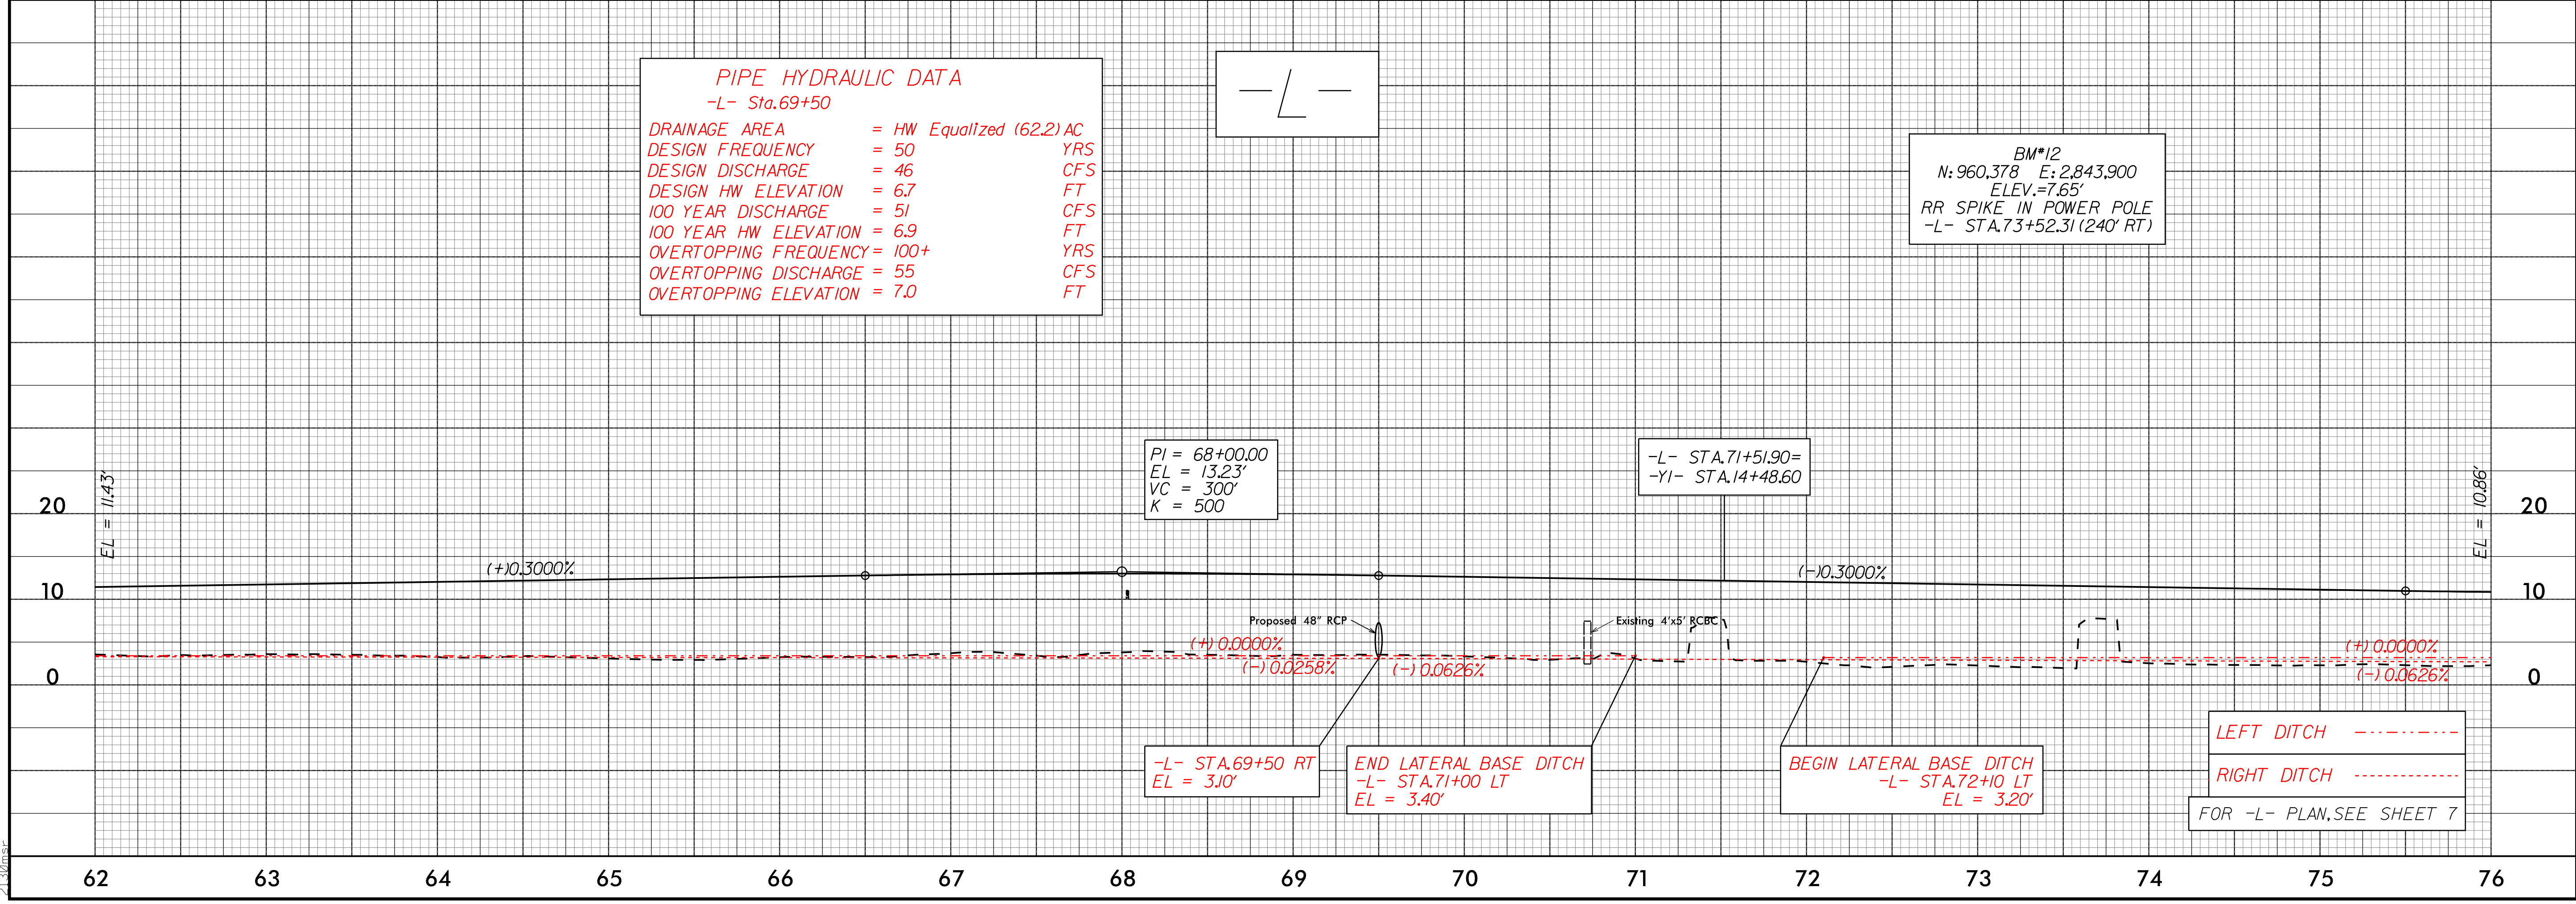 PIPE HYDRAULIC DATA
-L- Sta.69+50
DRAINAGE AREA = HW Equalized (62.2) AC
DESIGN FREQUENCY = 50 YRS
DESIGN DISCHARGE = 46 CFS
DESIGN HW ELEVATION = 6.7 FT
100 YEAR DISCHARGE = 51 CFS
100 YEAR HW ELEVATION = 6.9 FT
OVERTOPPING FREQUENCY = 100+ YRS
OVERTOPPING DISCHARGE = 55 CFS
OVERTOPPING ELEVATION = 7.0 FT
-L-
BM#12
N: 960,378 E: 2,843,900
ELEV.=7.65'
RR SPIKE IN POWER POLE
-L- STA.73+52.31 (240' RT)
PI = 68+00.00
EL = 13.23'
VC = 300'
K = 500
-L- STA.71+51.90=
-Y1- STA.14+48.60
EL = 11.43'
EL = 10.86'
20
20
(+)0.3000%
(-)0.3000%
10
10
Proposed 48" RCP
Existing 4'x5' RCBC
(+) 0.0000%
(-) 0.0258%
(-) 0.0626%
(+) 0.0000%
(-) 0.0626%
0
0
-L- STA.69+50 RT
EL = 3.10'
END LATERAL BASE DITCH
-L- STA.71+00 LT
EL = 3.40'
BEGIN LATERAL BASE DITCH
-L- STA.72+10 LT
EL = 3.20'
LEFT DITCH
RIGHT DITCH
FOR -L- PLAN, SEE SHEET 7
62 63 64 65 66 67 68 69 70 71 72 73 74 75 76